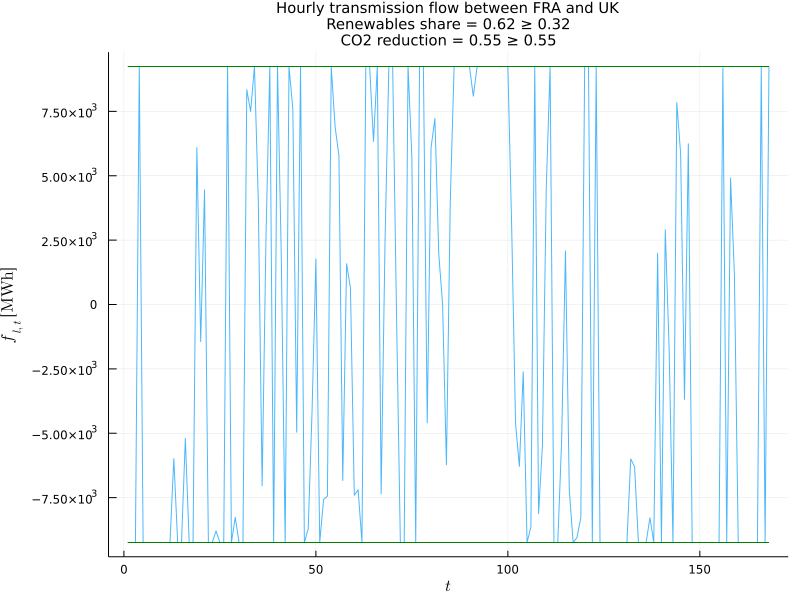 Hourly transmission flow between FRA and UK
Renewables share = 0.62 ≥ 0.32
CO2 reduction = 0.55 ≥ 0.55
7.50×10³
5.00×10³
2.50×10³
0
−2.50×10³
−5.00×10³
−7.50×10³
f_{l,t} [MWh]
0 50 100 150
t